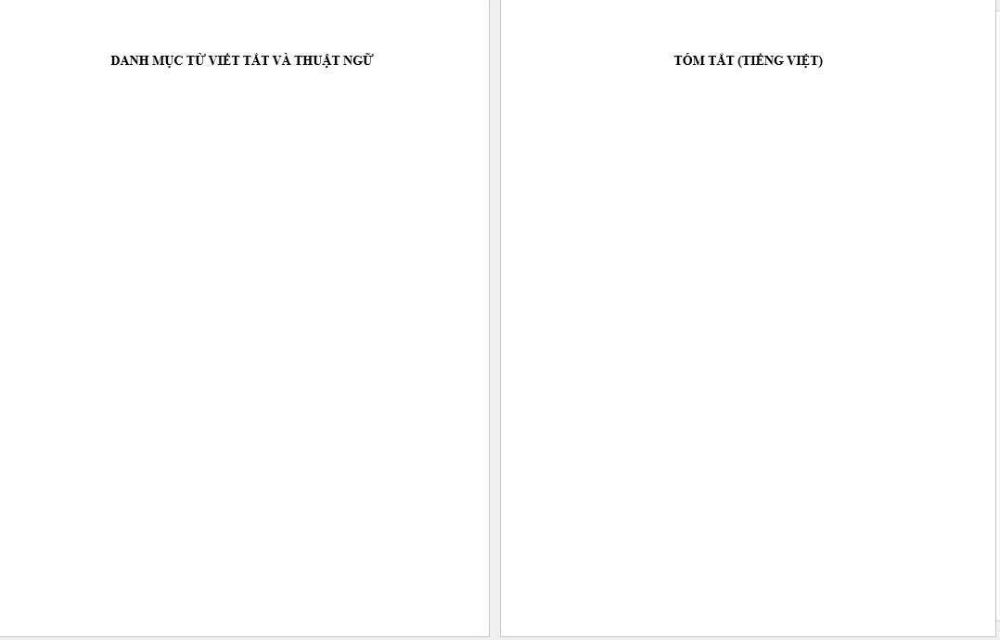 DANH MỤC TỪ VIẾT TẮT VÀ THUẬT NGỮ
TÓM TẮT (TIẾNG VIỆT)